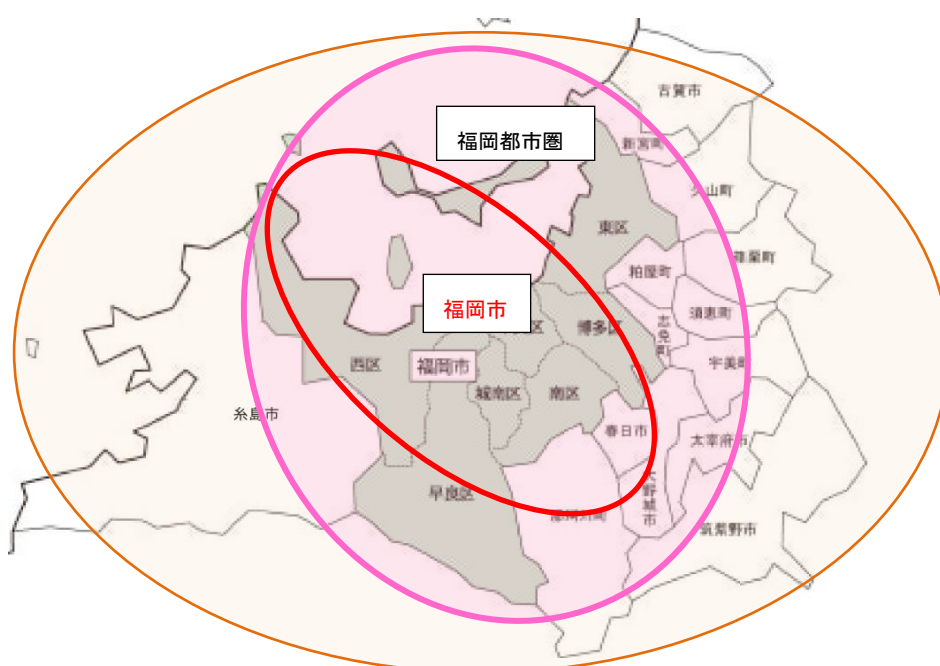 古賀市
福岡都市圏
新宮町
久山町
東区
篠栗町
粕屋町
福岡市
須恵町
志免町
区
博多区
宇美町
西区
福岡市
城南区
南区
糸島市
春日市
太宰府市
早良区
大野城市
那珂川町
筑紫野市